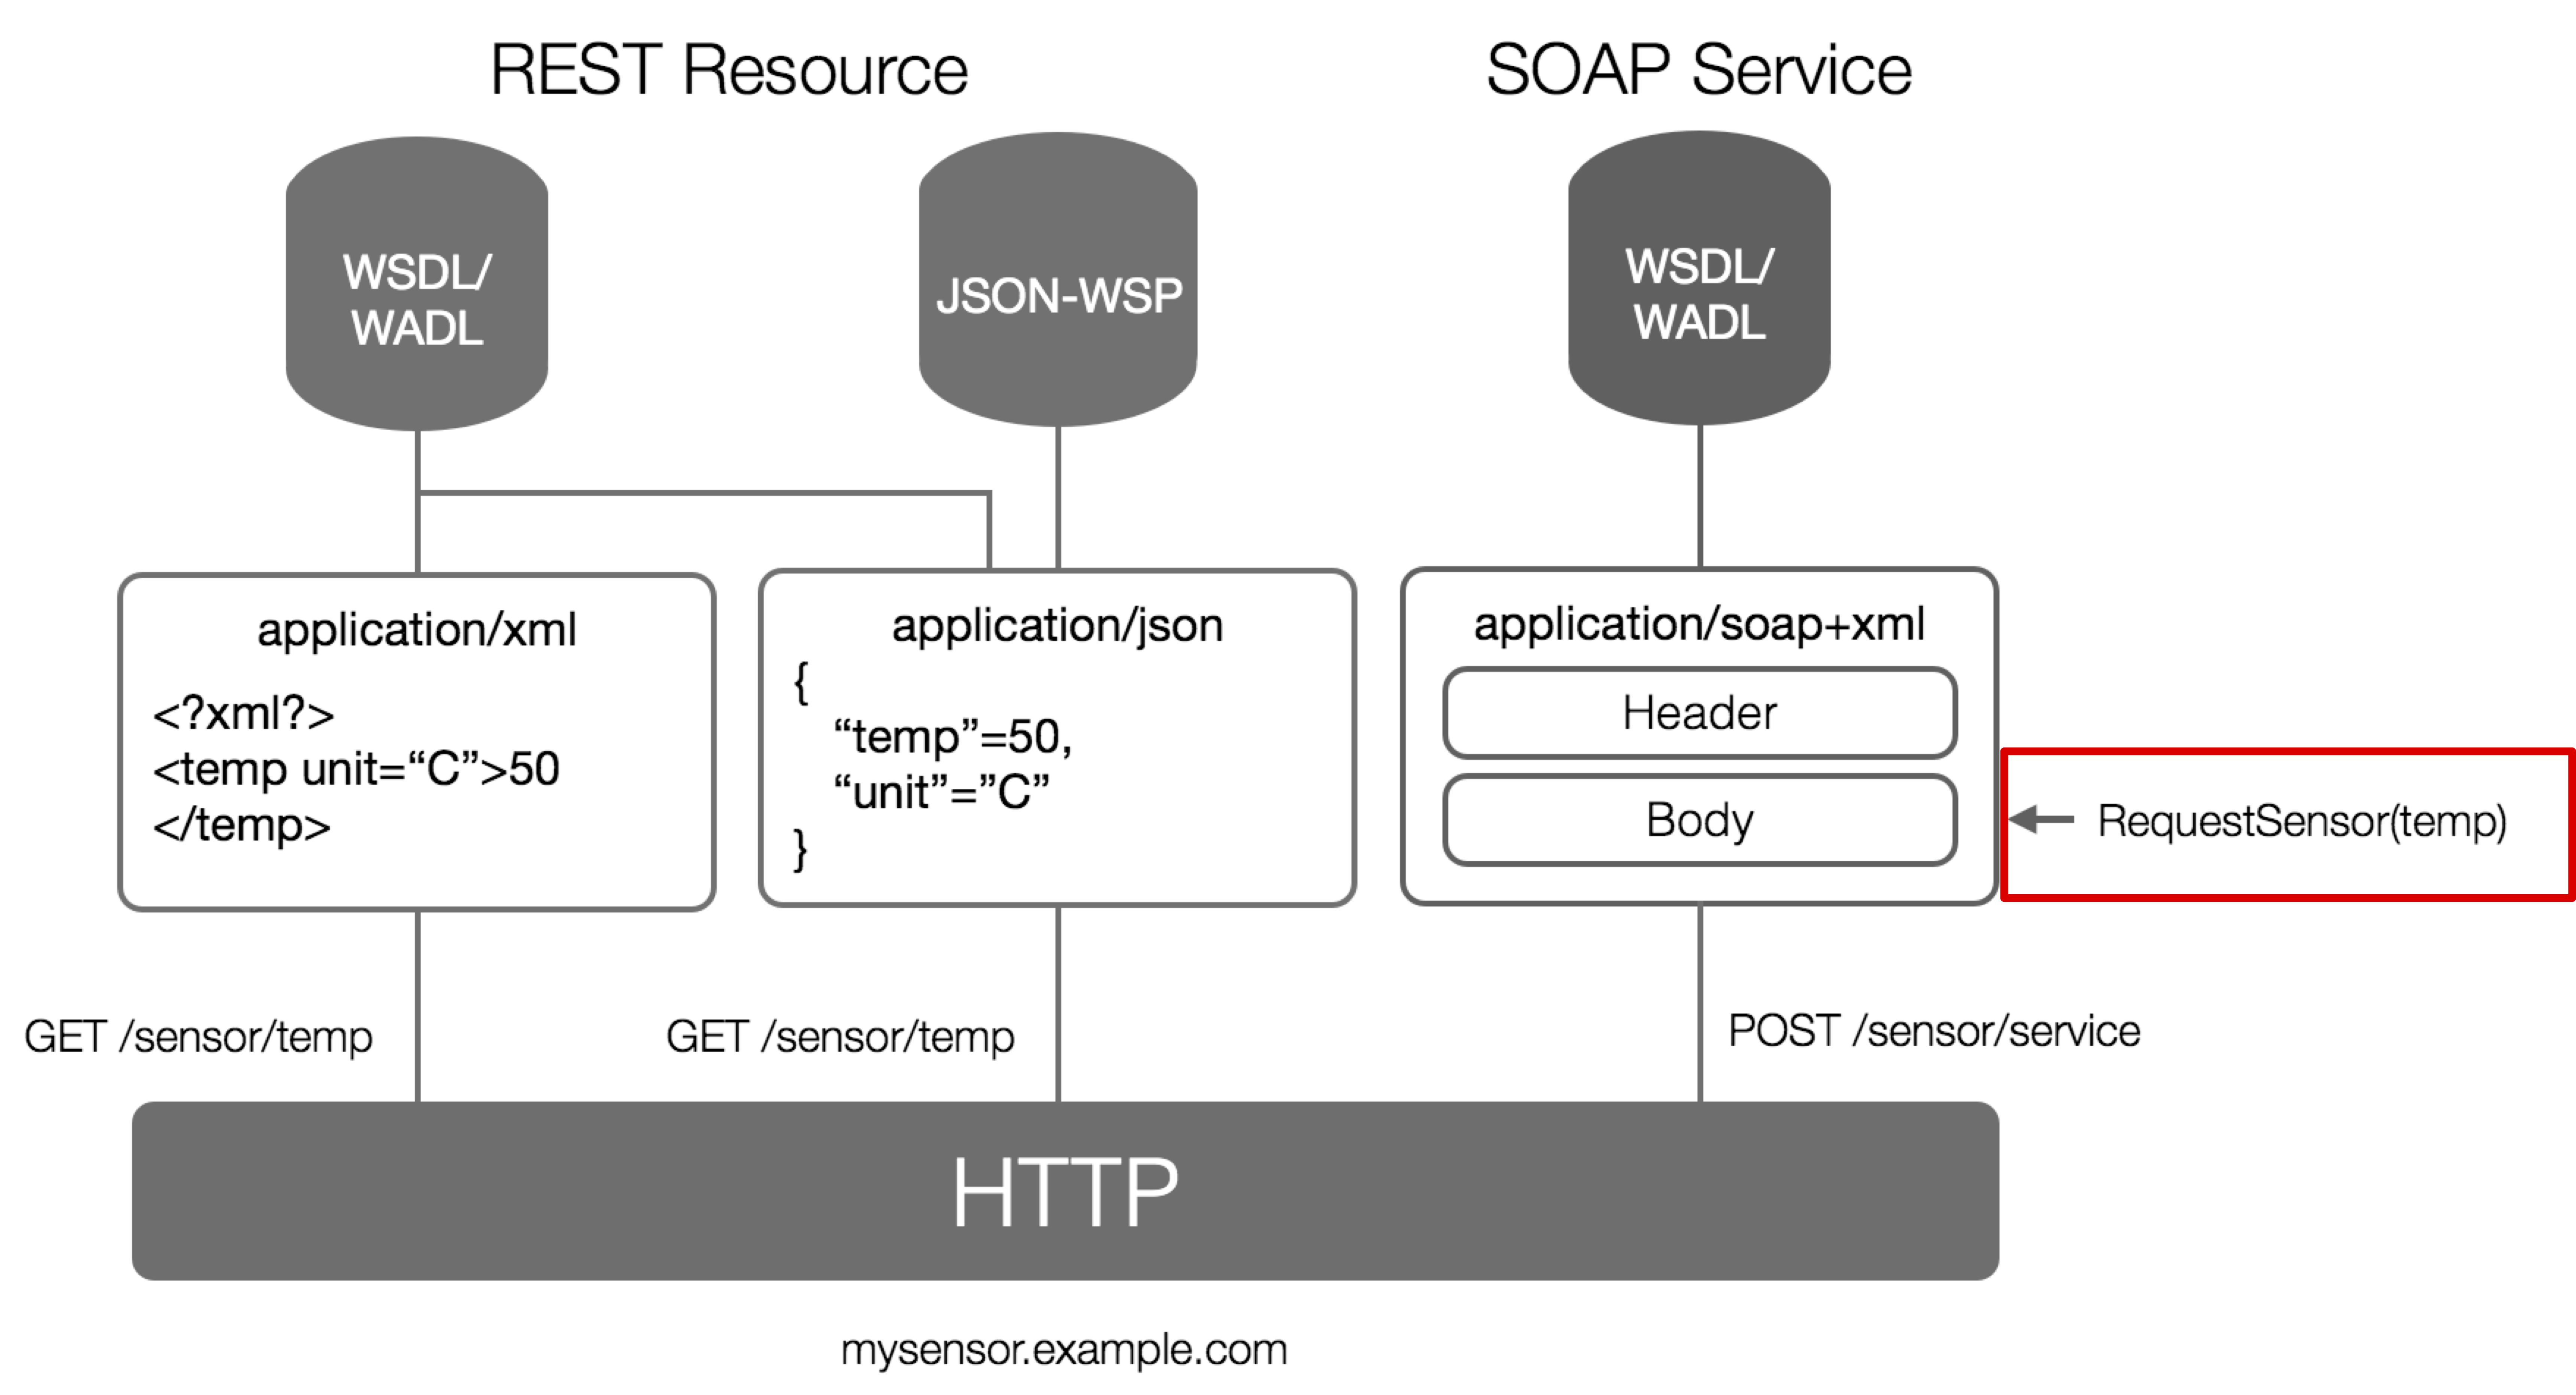 REST Resource
SOAP Service
WSDL/
WADL
JSON-WSP
WSDL/
WADL
application/xml
<?xml?>
<temp unit=“C”>50
</temp>
application/json
{
“temp”=50,
“unit”=”C”
}
application/soap+xml
Header
Body
RequestSensor(temp)
GET /sensor/temp
GET /sensor/temp
POST /sensor/service
HTTP
mysensor.example.com